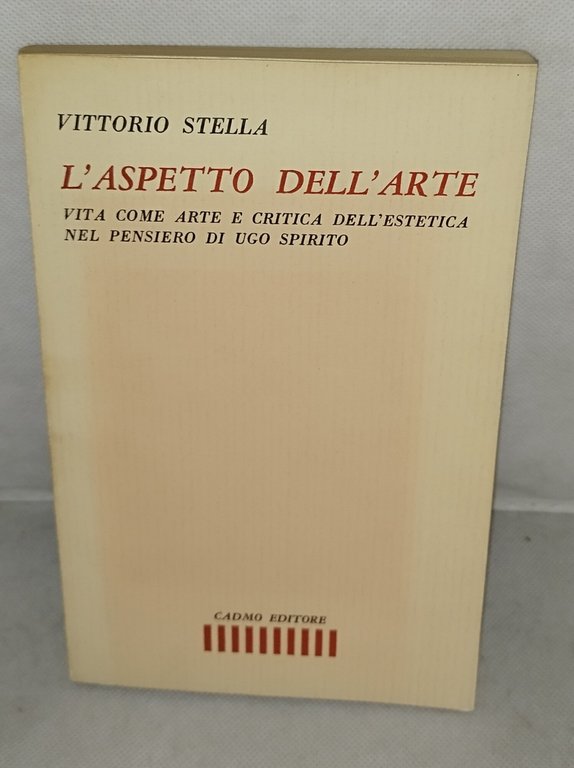 VITTORIO STELLA
L'ASPETTO DELL'ARTE
VITA COME ARTE E CRITICA DELL'ESTETICA
NEL PENSIERO DI UGO SPIRITO
CADMO EDITORE